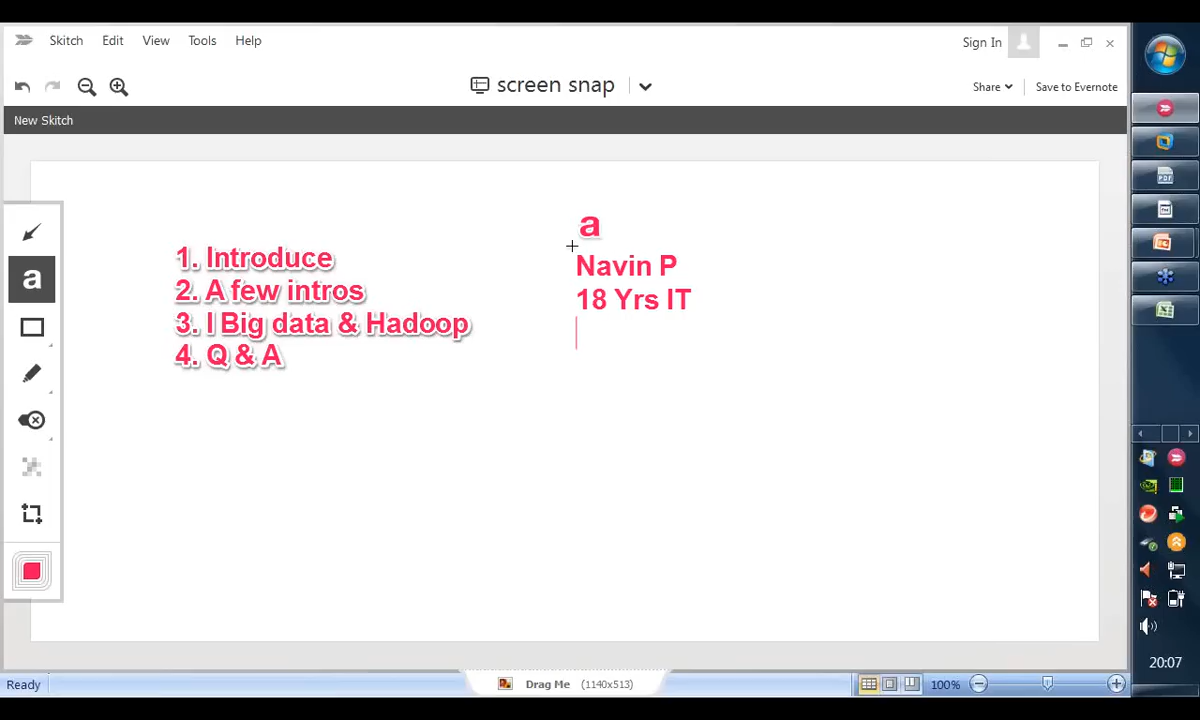 Skitch Edit View Tools Help Sign In
screen snap Share Save to Evernote
New Skitch
a
a
1. Introduce
2. A few intros
3. I Big data & Hadoop
4. Q & A
Navin P
18 Yrs IT
PDF
20:07
Ready Drag Me (1140x513) 100%